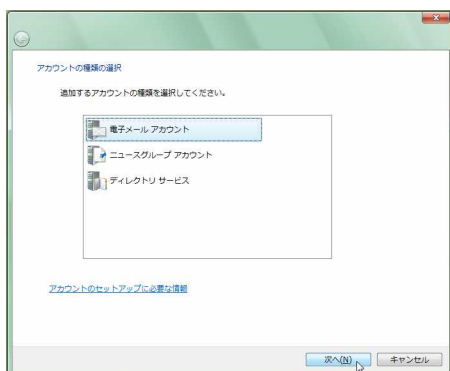 アカウントの種類の選択
追加するアカウントの種類を選択してください。
電子メール アカウント
ニュースグループ アカウント
ディレクトリ サービス
アカウントのセットアップに必要な情報
次へ(N)
キャンセル